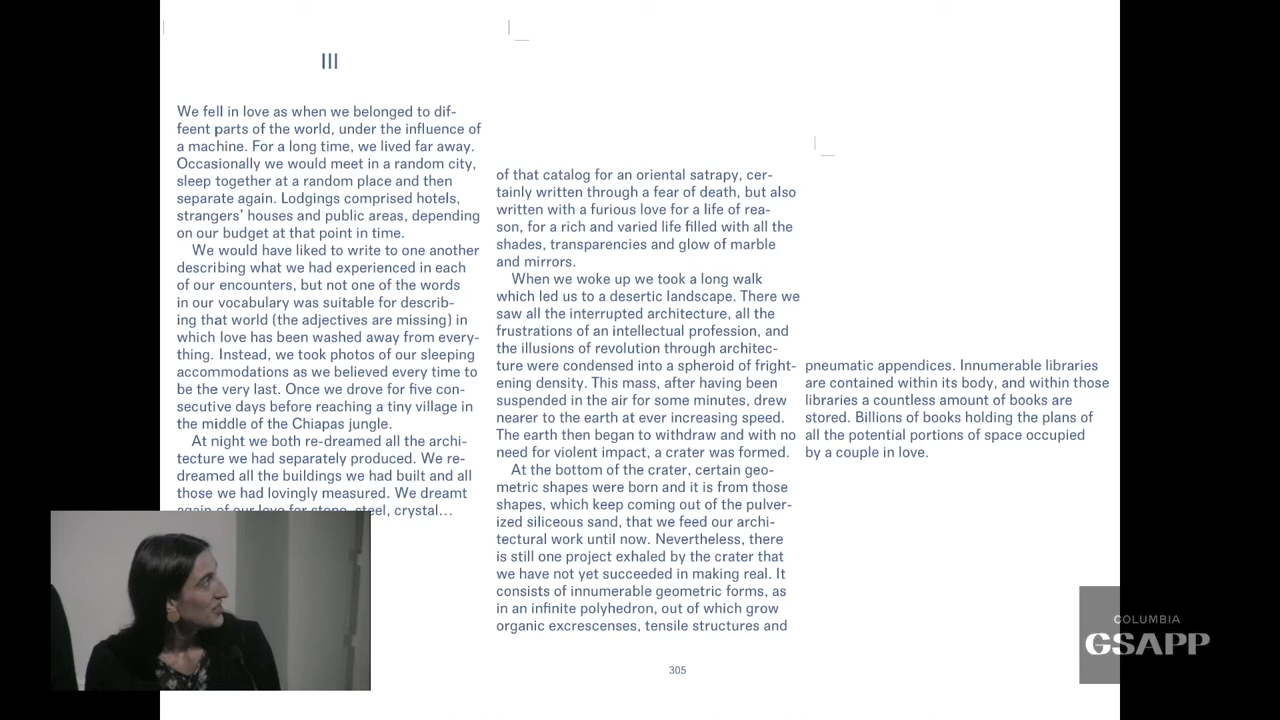 III
We fell in love as when we belonged to dif-
feent parts of the world, under the influence of
a machine. For a long time, we lived far away.
Occasionally we would meet in a random city,
sleep together at a random place and then
separate again. Lodgings comprised hotels,
strangers' houses and public areas, depending
on our budget at that point in time.
We would have liked to write to one another
describing what we had experienced in each
of our encounters, but not one of the words
in our vocabulary was suitable for describ-
ing that world (the adjectives are missing) in
which love has been washed away from every-
thing. Instead, we took photos of our sleeping
accommodations as we believed every time to
be the very last. Once we drove for five con-
secutive days before reaching a tiny village in
the middle of the Chiapas jungle.
At night we both re-dreamed all the archi-
tecture we had separately produced. We re-
dreamed all the buildings we had built and all
those we had lovingly measured. We dreamt
again of our love for stone, steel, crystal...
of that catalog for an oriental satrapy, cer-
tainly written through a fear of death, but also
written with a furious love for a life of rea-
son, for a rich and varied life filled with all the
shades, transparencies and glow of marble
and mirrors.
When we woke up we took a long walk
which led us to a desertic landscape. There we
saw all the interrupted architecture, all the
frustrations of an intellectual profession, and
the illusions of revolution through architec-
ture were condensed into a spheroid of fright-
ening density. This mass, after having been
suspended in the air for some minutes, drew
nearer to the earth at ever increasing speed.
The earth then began to withdraw and with no
need for violent impact, a crater was formed.
At the bottom of the crater, certain geo-
metric shapes were born and it is from those
shapes, which keep coming out of the pulver-
ized siliceous sand, that we feed our archi-
tectural work until now. Nevertheless, there
is still one project exhaled by the crater that
we have not yet succeeded in making real. It
consists of innumerable geometric forms, as
in an infinite polyhedron, out of which grow
organic excrescenses, tensile structures and
pneumatic appendices. Innumerable libraries
are contained within its body, and within those
libraries a countless amount of books are
stored. Billions of books holding the plans of
all the potential portions of space occupied
by a couple in love.
305
COLUMBIA
GSAPP